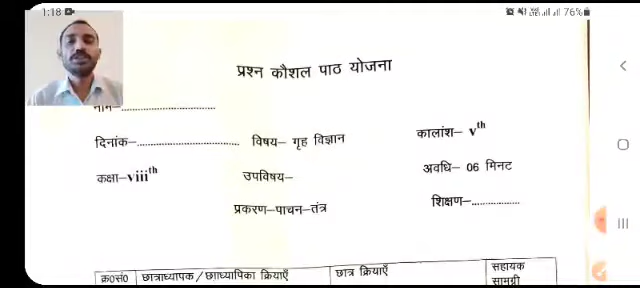 1:18 76%
प्रश्न कौशल पाठ योजना
नाम–..........................
दिनांक–............................. विषय– गृह विज्ञान कालांश– vth
कक्षा–viiith उपविषय– अवधि– 06 मिनट
प्रकरण–पाचन–तंत्र शिक्षण–..............
क्र०सं० छात्राध्यापक/छाात्राध्यापिका क्रियाएँ छात्र क्रियाएँ सहायक
सामग्री